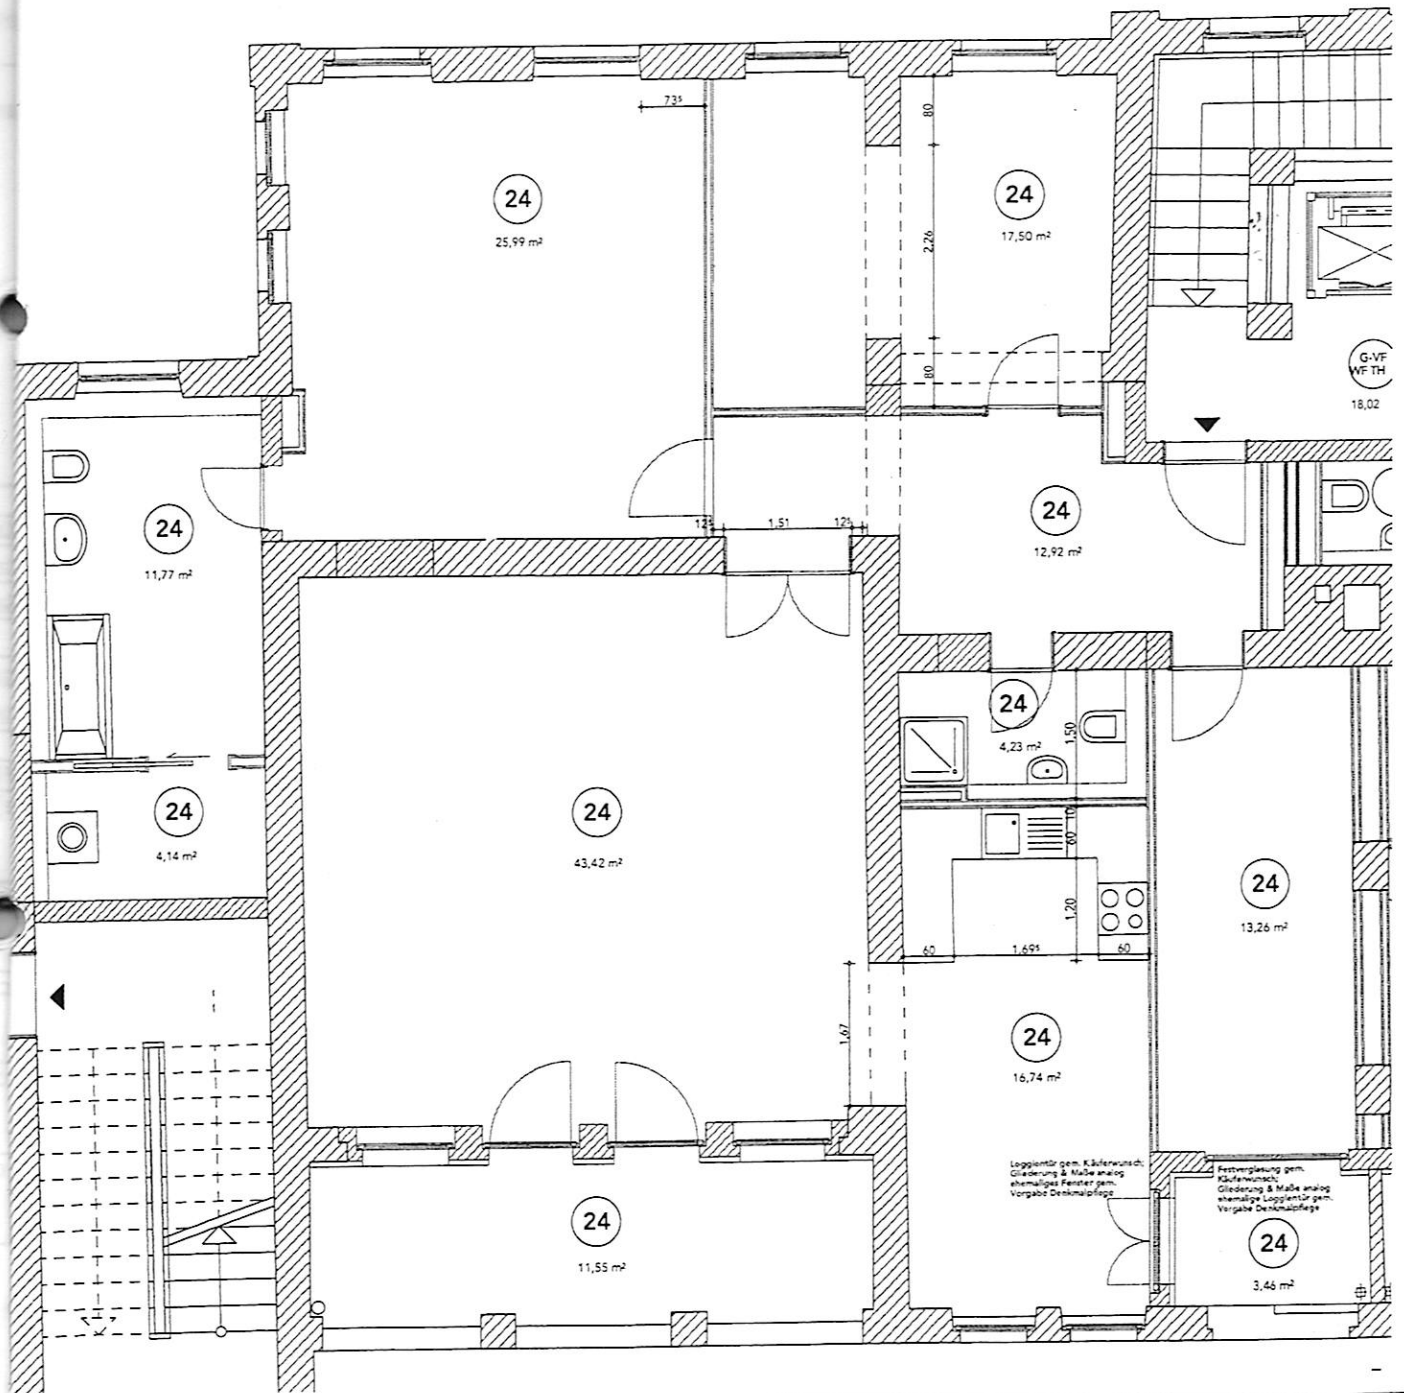 73⁵
80
24
25,99 m²
24
17,50 m²
2,26
80
G-VF
WF TH
18,02
24
11,77 m²
12⁵
1,51
12⁵
24
12,92 m²
24
4,23 m²
1,50
24
4,14 m²
24
43,42 m²
10
60
1,20
24
13,26 m²
60
1,69⁵
60
1,67
24
16,74 m²
Loggientür gem. Käuferwunsch;
Gliederung & Maße analog
ehemaliges Fenster gem.
Vorgabe Denkmalpflege
Festverglasung gem.
Käuferwunsch;
Gliederung & Maße analog
ehemalige Loggientür gem.
Vorgabe Denkmalpflege
24
11,55 m²
24
3,46 m²